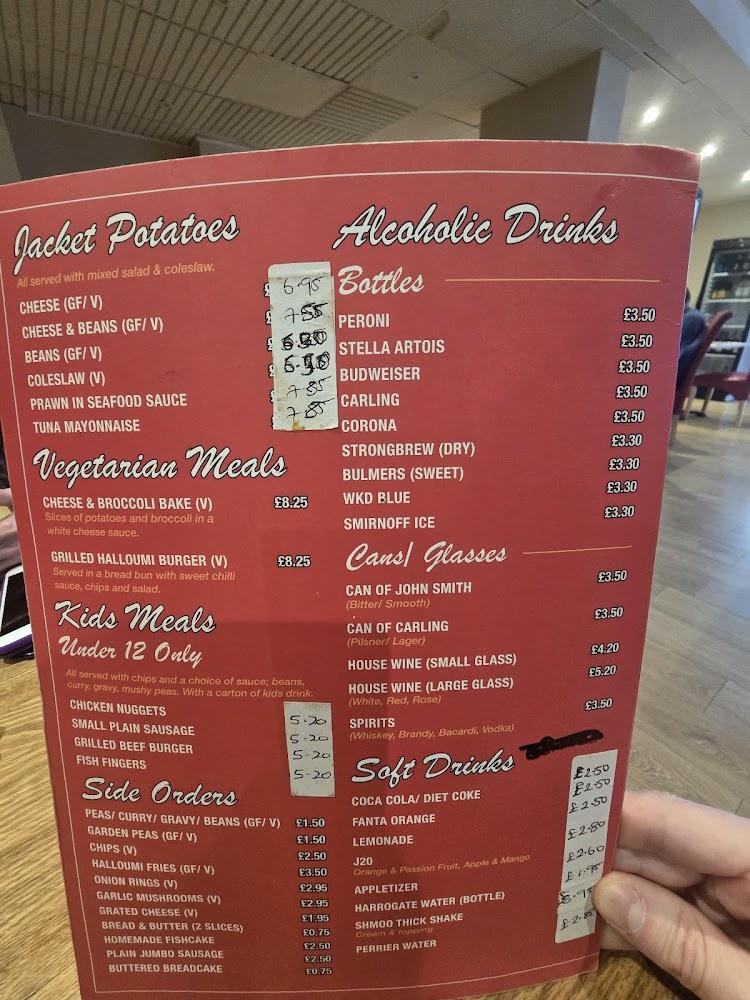 Jacket Potatoes
All served with mixed salad & coleslaw.
CHEESE (GF/ V) 6.95
CHEESE & BEANS (GF/ V) 7.55
BEANS (GF/ V)
COLESLAW (V)
PRAWN IN SEAFOOD SAUCE 7.85
TUNA MAYONNAISE 7.85
Vegetarian Meals
CHEESE & BROCCOLI BAKE (V) £8.25
Slices of potatoes and broccoli in a
white cheese sauce.
GRILLED HALLOUMI BURGER (V) £8.25
Served in a bread bun with sweet chilli
sauce, chips and salad.
Kids Meals
Under 12 Only
All served with chips and a choice of sauce; beans,
curry, gravy, mushy peas. With a carton of kids drink.
CHICKEN NUGGETS 5.20
SMALL PLAIN SAUSAGE 5.20
GRILLED BEEF BURGER 5.20
FISH FINGERS 5.20
Side Orders
PEAS/ CURRY/ GRAVY/ BEANS (GF/ V) £1.50
GARDEN PEAS (GF/ V) £1.50
CHIPS (V) £2.50
HALLOUMI FRIES (GF/ V) £3.50
ONION RINGS (V) £2.95
GARLIC MUSHROOMS (V) £2.95
GRATED CHEESE (V) £1.95
BREAD & BUTTER (2 SLICES) £0.75
HOMEMADE FISHCAKE £2.50
PLAIN JUMBO SAUSAGE £2.50
BUTTERED BREADCAKE £0.75
Alcoholic Drinks
Bottles
PERONI £3.50
STELLA ARTOIS £3.50
BUDWEISER £3.50
CARLING £3.50
CORONA £3.50
STRONGBREW (DRY) £3.30
BULMERS (SWEET) £3.30
WKD BLUE £3.30
SMIRNOFF ICE £3.30
Cans/ Glasses
CAN OF JOHN SMITH £3.50
(Bitter/ Smooth)
CAN OF CARLING £3.50
(Pilsner/ Lager)
HOUSE WINE (SMALL GLASS) £4.20
HOUSE WINE (LARGE GLASS) £5.20
(White, Red, Rose)
SPIRITS £3.50
(Whiskey, Brandy, Bacardi, Vodka)
Soft Drinks
COCA COLA/ DIET COKE £2.50
FANTA ORANGE £2.50
LEMONADE £2.50
J20 £2.80
Orange & Passion Fruit, Apple & Mango
APPLETIZER £2.60
HARROGATE WATER (BOTTLE) £1.95
SHMOO THICK SHAKE
Cream & topping
PERRIER WATER